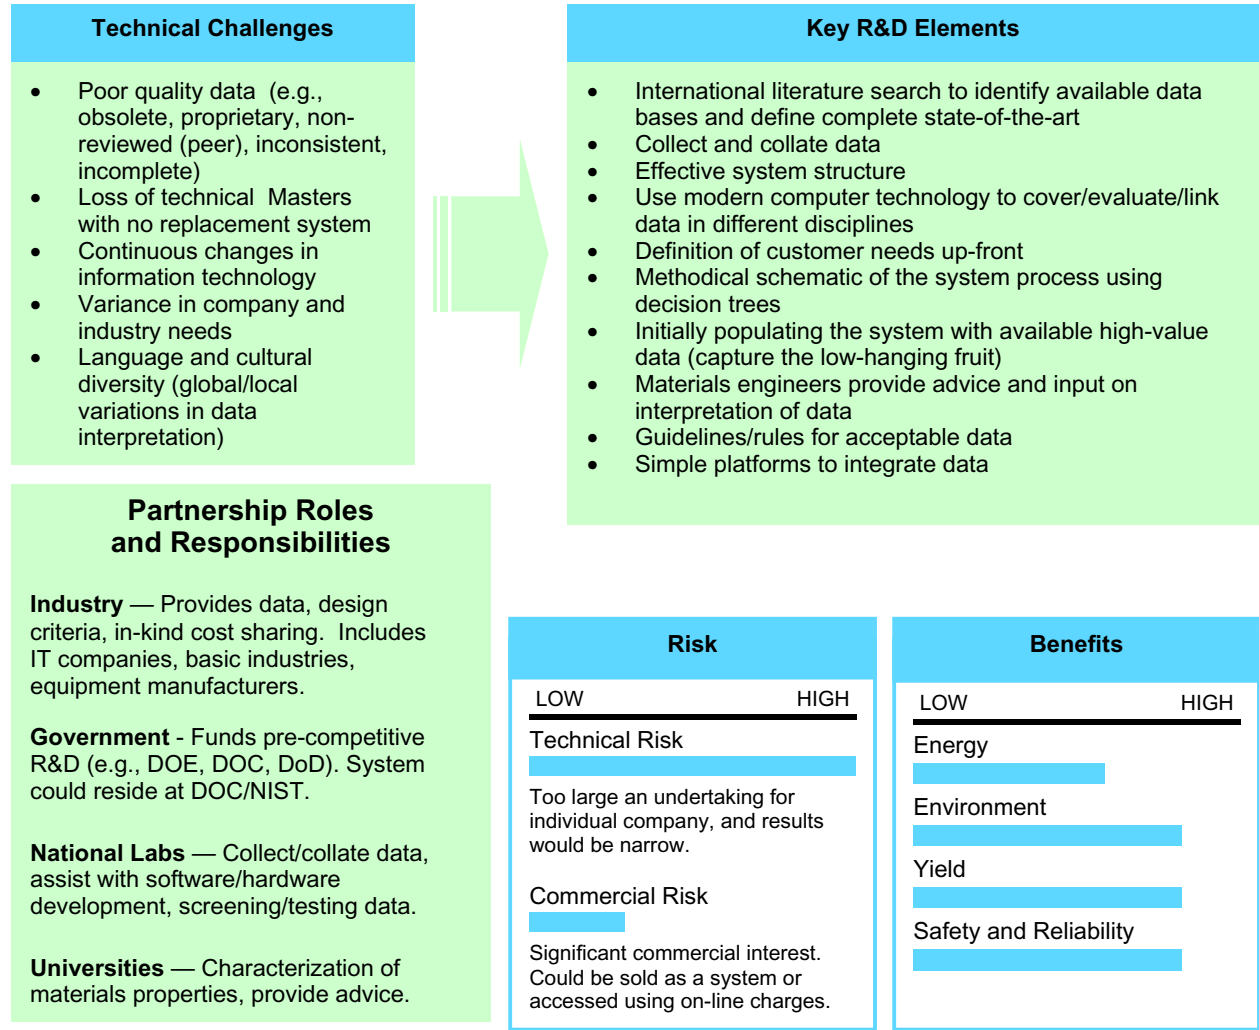 Technical Challenges
• Poor quality data (e.g.,
obsolete, proprietary, non-
reviewed (peer), inconsistent,
incomplete)
• Loss of technical Masters
with no replacement system
• Continuous changes in
information technology
• Variance in company and
industry needs
• Language and cultural
diversity (global/local
variations in data
interpretation)
Key R&D Elements
• International literature search to identify available data
bases and define complete state-of-the-art
• Collect and collate data
• Effective system structure
• Use modern computer technology to cover/evaluate/link
data in different disciplines
• Definition of customer needs up-front
• Methodical schematic of the system process using
decision trees
• Initially populating the system with available high-value
data (capture the low-hanging fruit)
• Materials engineers provide advice and input on
interpretation of data
• Guidelines/rules for acceptable data
• Simple platforms to integrate data
Partnership Roles
and Responsibilities
Industry — Provides data, design
criteria, in-kind cost sharing. Includes
IT companies, basic industries,
equipment manufacturers.
Government - Funds pre-competitive
R&D (e.g., DOE, DOC, DoD). System
could reside at DOC/NIST.
National Labs — Collect/collate data,
assist with software/hardware
development, screening/testing data.
Universities — Characterization of
materials properties, provide advice.
Risk
LOW HIGH
Technical Risk
Too large an undertaking for
individual company, and results
would be narrow.
Commercial Risk
Significant commercial interest.
Could be sold as a system or
accessed using on-line charges.
Benefits
LOW HIGH
Energy
Environment
Yield
Safety and Reliability